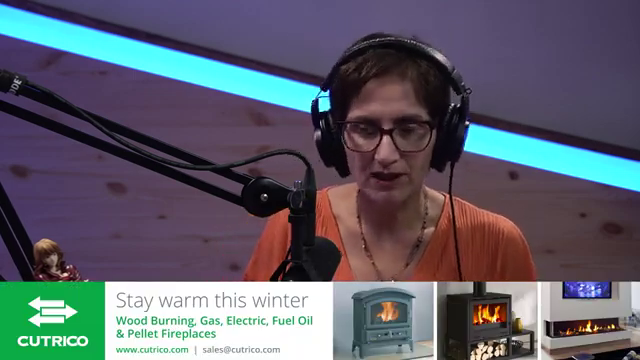 Stay warm this winter
Wood Burning, Gas, Electric, Fuel Oil
& Pellet Fireplaces
www.cutrico.com | sales@cutrico.com
CUTRICO